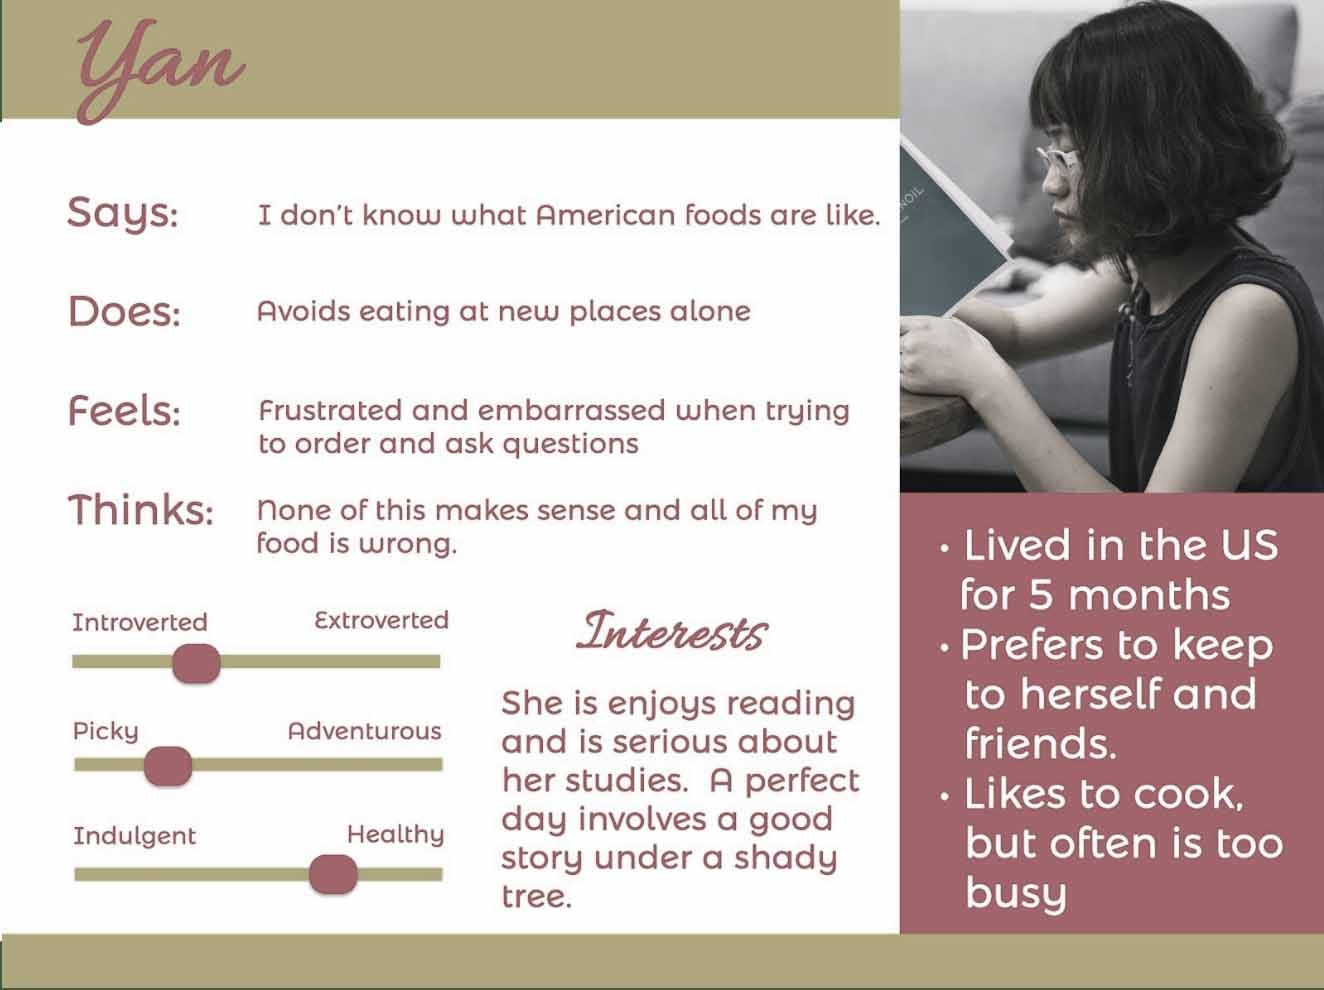 Yan
Says:
I don't know what American foods are like.
Does:
Avoids eating at new places alone
Feels:
Frustrated and embarrassed when trying
to order and ask questions
Thinks:
None of this makes sense and all of my
food is wrong.
Introverted
Extroverted
Picky
Adventurous
Indulgent
Healthy
Interests
She is enjoys reading
and is serious about
her studies.  A perfect
day involves a good
story under a shady
tree.
• Lived in the US
for 5 months
• Prefers to keep
to herself and
friends.
• Likes to cook,
but often is too
busy